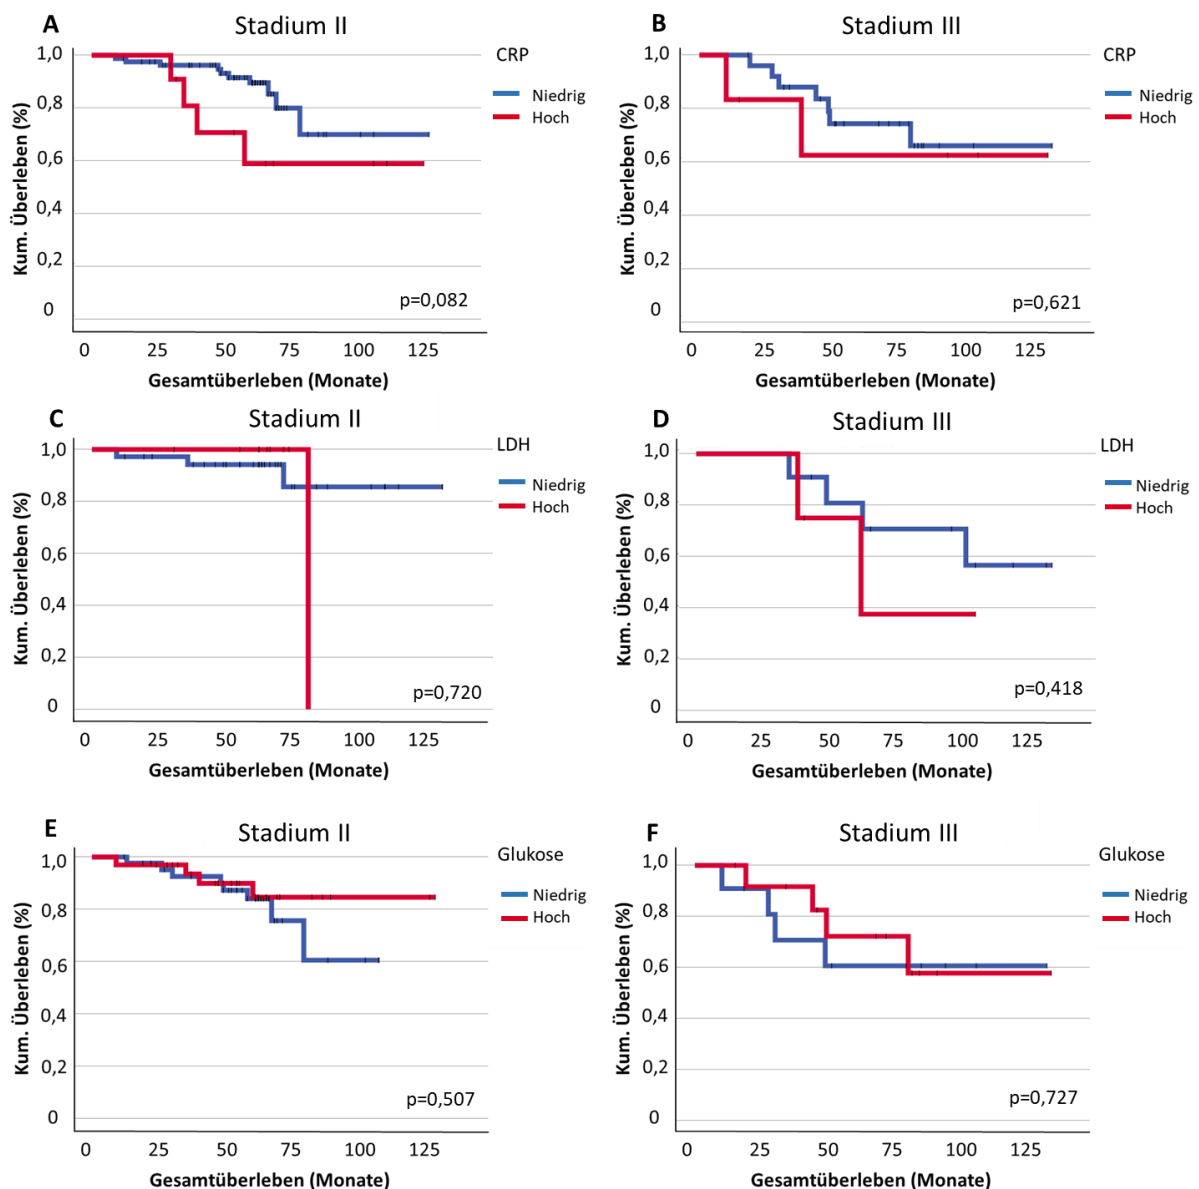 A
Stadium II
CRP
Niedrig
Hoch
Kum. Überleben (%)
1,0
0,8
0,6
0,4
0,2
0
p=0,082
0 25 50 75 100 125
Gesamtüberleben (Monate)
B
Stadium III
CRP
Niedrig
Hoch
Kum. Überleben (%)
1,0
0,8
0,6
0,4
0,2
0
p=0,621
0 25 50 75 100 125
Gesamtüberleben (Monate)
C
Stadium II
LDH
Niedrig
Hoch
Kum. Überleben (%)
1,0
0,8
0,6
0,4
0,2
0
p=0,720
0 25 50 75 100 125
Gesamtüberleben (Monate)
D
Stadium III
LDH
Niedrig
Hoch
Kum. Überleben (%)
1,0
0,8
0,6
0,4
0,2
0
p=0,418
0 25 50 75 100 125
Gesamtüberleben (Monate)
E
Stadium II
Glukose
Niedrig
Hoch
Kum. Überleben (%)
1,0
0,8
0,6
0,4
0,2
0
p=0,507
0 25 50 75 100 125
Gesamtüberleben (Monate)
F
Stadium III
Glukose
Niedrig
Hoch
Kum. Überleben (%)
1,0
0,8
0,6
0,4
0,2
0
p=0,727
0 25 50 75 100 125
Gesamtüberleben (Monate)